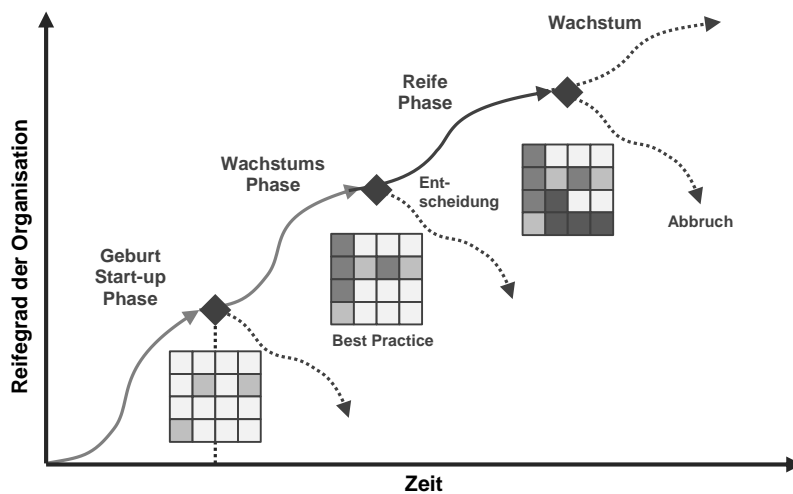 Wachstum
Reife
Phase
Wachstums
Phase
Ent-
scheidung
Abbruch
Geburt
Start-up
Phase
Best Practice
Reifegrad der Organisation
Zeit